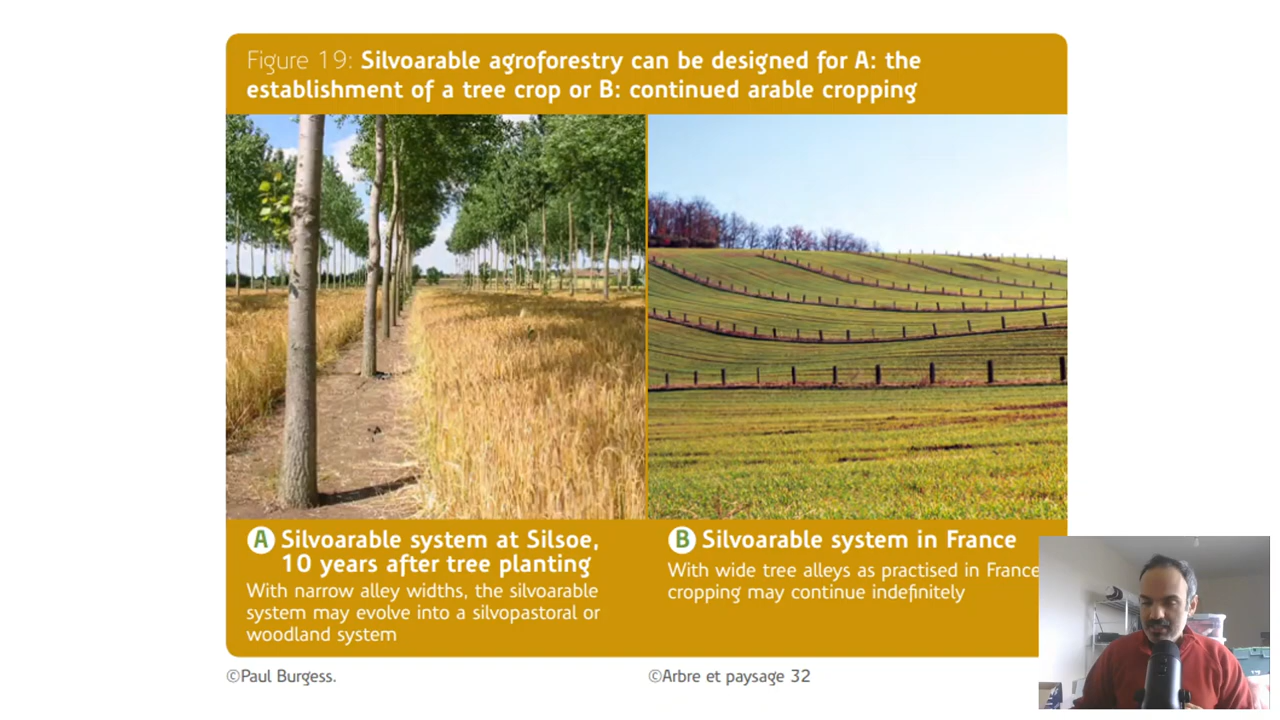 Figure 19: Silvoarable agroforestry can be designed for A: the
establishment of a tree crop or B: continued arable cropping
A Silvoarable system at Silsoe,
10 years after tree planting
With narrow alley widths, the silvoarable
system may evolve into a silvopastoral or
woodland system
B Silvoarable system in France
With wide tree alleys as practised in France
cropping may continue indefinitely
©Paul Burgess.
©Arbre et paysage 32